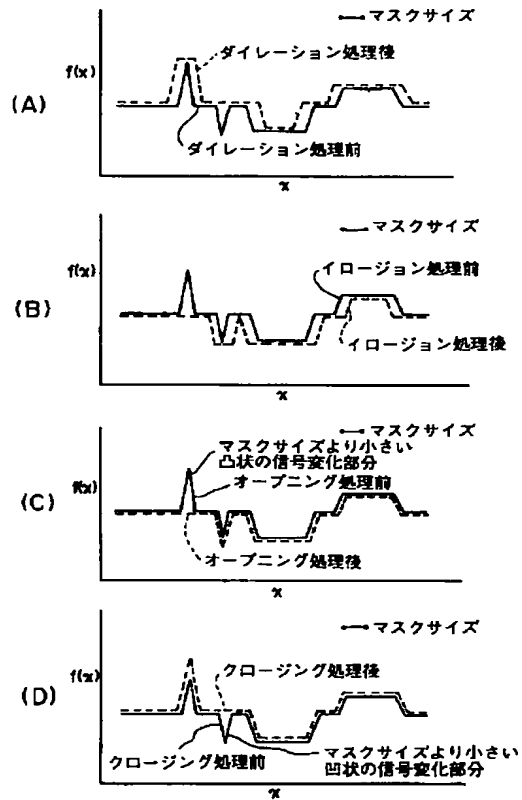 マスクサイズ
ダイレーション処理後
f(x)
(A)
ダイレーション処理前
x
マスクサイズ
f(x)
イロージョン処理前
(B)
イロージョン処理後
x
マスクサイズ
マスクサイズより小さい
凸状の信号変化部分
f(x)
オープニング処理前
(C)
オープニング処理後
x
マスクサイズ
クロージング処理後
f(x)
(D)
クロージング処理前
マスクサイズより小さい
凹状の信号変化部分
x